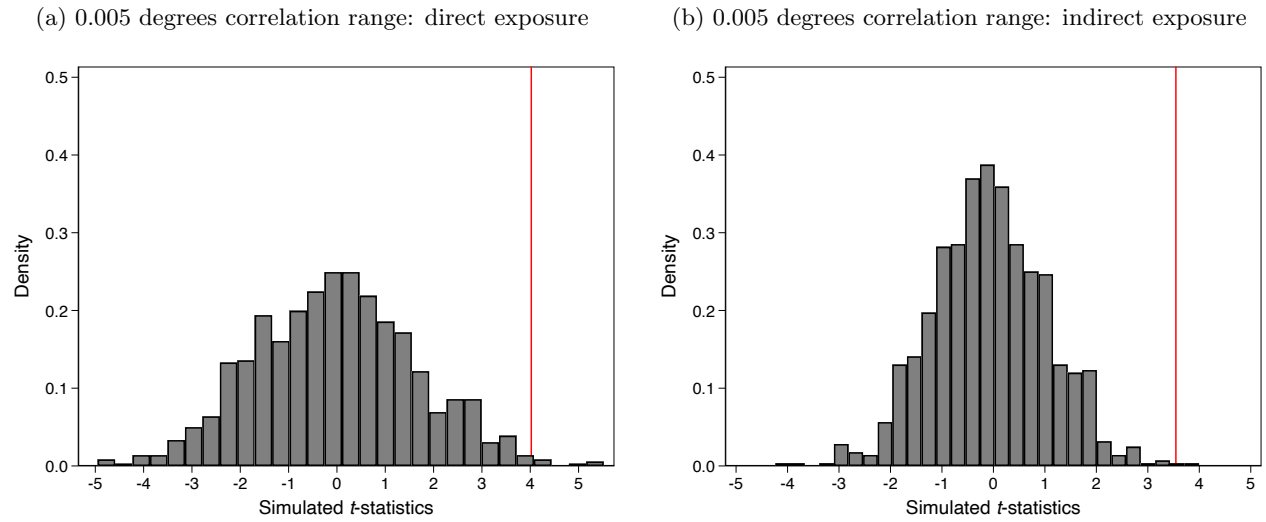 (a) 0.005 degrees correlation range: direct exposure
0.5
0.4
0.3
0.2
0.1
0.0
Density
-5 -4 -3 -2 -1 0 1 2 3 4 5
Simulated t-statistics
(b) 0.005 degrees correlation range: indirect exposure
0.5
0.4
0.3
0.2
0.1
0.0
Density
-5 -4 -3 -2 -1 0 1 2 3 4 5
Simulated t-statistics